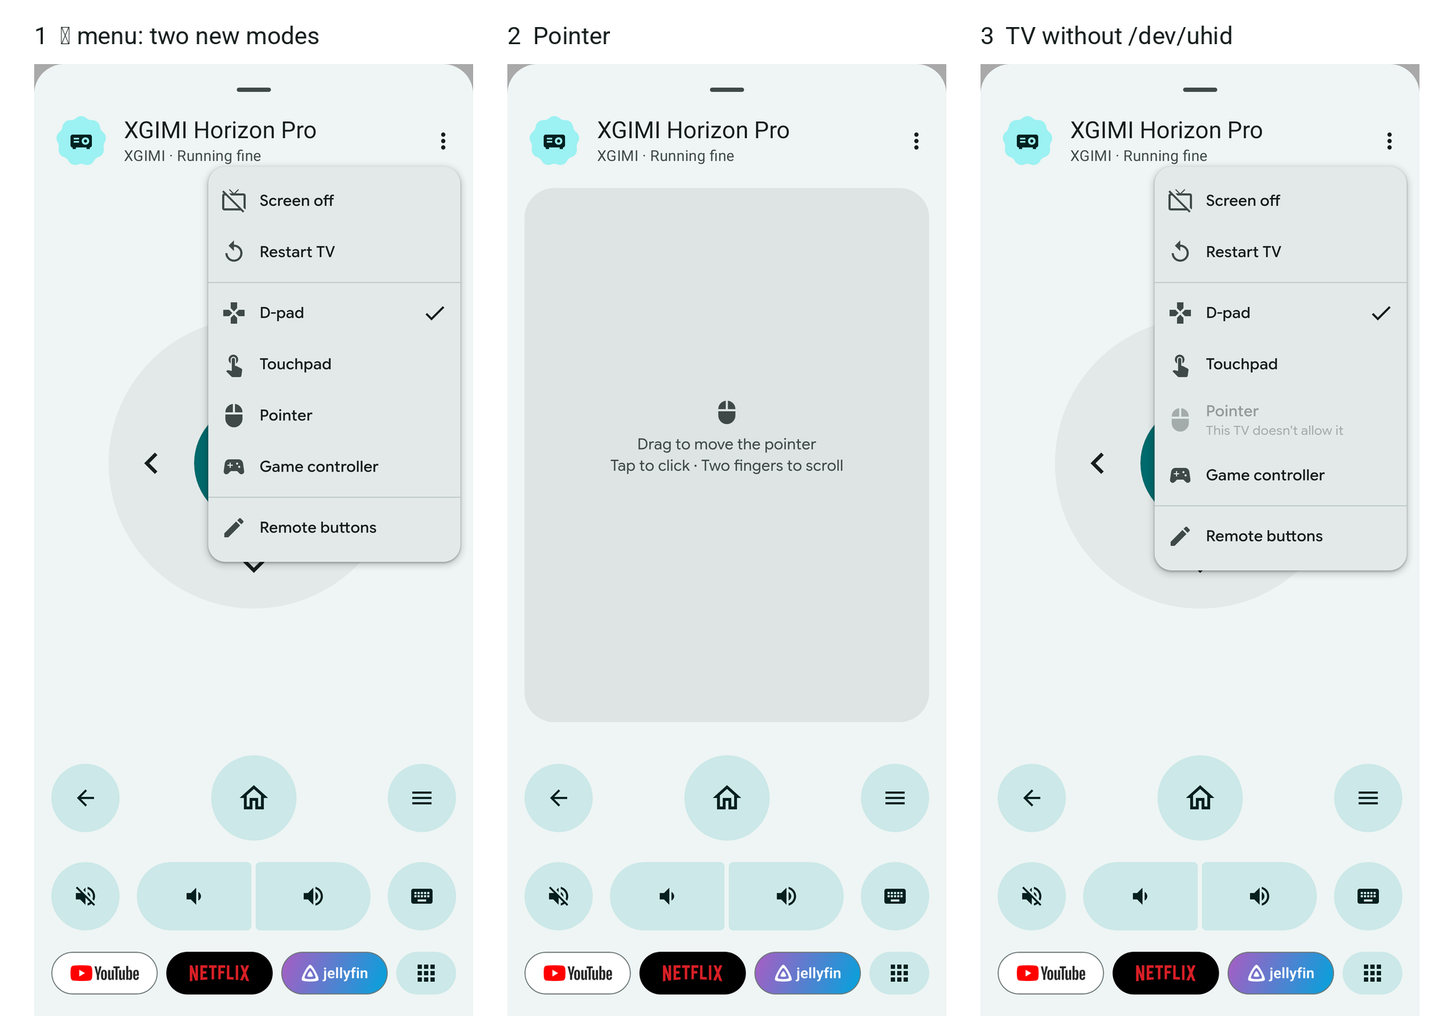 1 ▯ menu: two new modes
XGIMI Horizon Pro
XGIMI · Running fine
Screen off
Restart TV
D-pad
Touchpad
Pointer
Game controller
Remote buttons
YouTube
NETFLIX
jellyfin
2 Pointer
XGIMI Horizon Pro
XGIMI · Running fine
Drag to move the pointer
Tap to click · Two fingers to scroll
YouTube
NETFLIX
jellyfin
3 TV without /dev/uhid
XGIMI Horizon Pro
XGIMI · Running fine
Screen off
Restart TV
D-pad
Touchpad
Pointer
This TV doesn't allow it
Game controller
Remote buttons
YouTube
NETFLIX
jellyfin